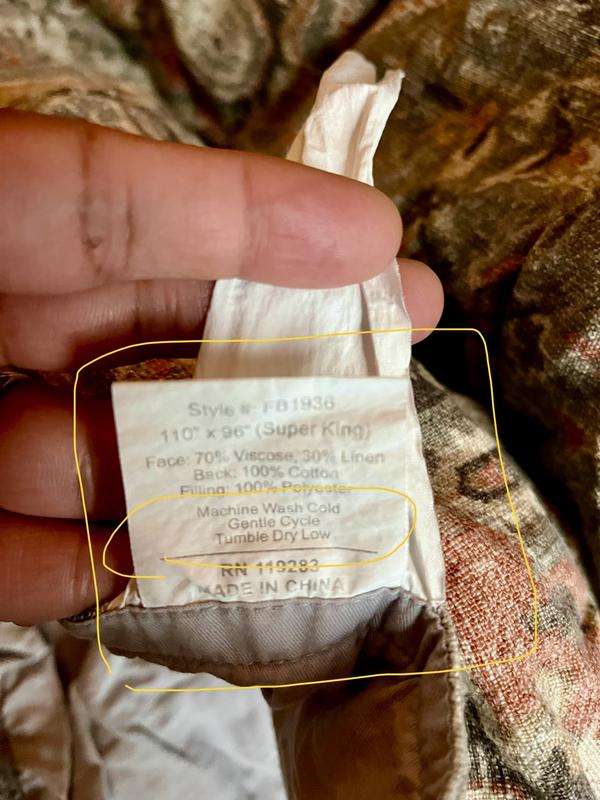 Style #: FB1936
110" x 96" (Super King)
Face: 70% Viscose, 30% Linen
Back: 100% Cotton
Filling: 100% Polyester
Machine Wash Cold
Gentle Cycle
Tumble Dry Low
RN 119283
MADE IN CHINA